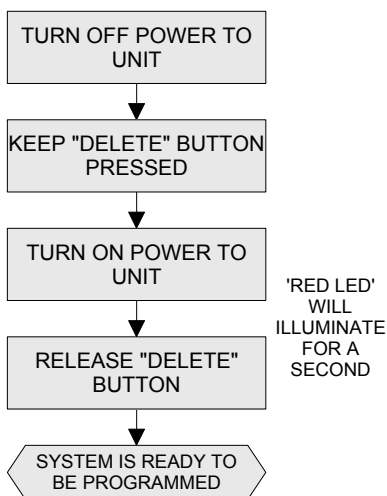 TURN OFF POWER TO
UNIT
KEEP "DELETE" BUTTON
PRESSED
TURN ON POWER TO
UNIT
'RED LED'
WILL
ILLUMINATE
FOR A
SECOND
RELEASE "DELETE"
BUTTON
SYSTEM IS READY TO
BE PROGRAMMED